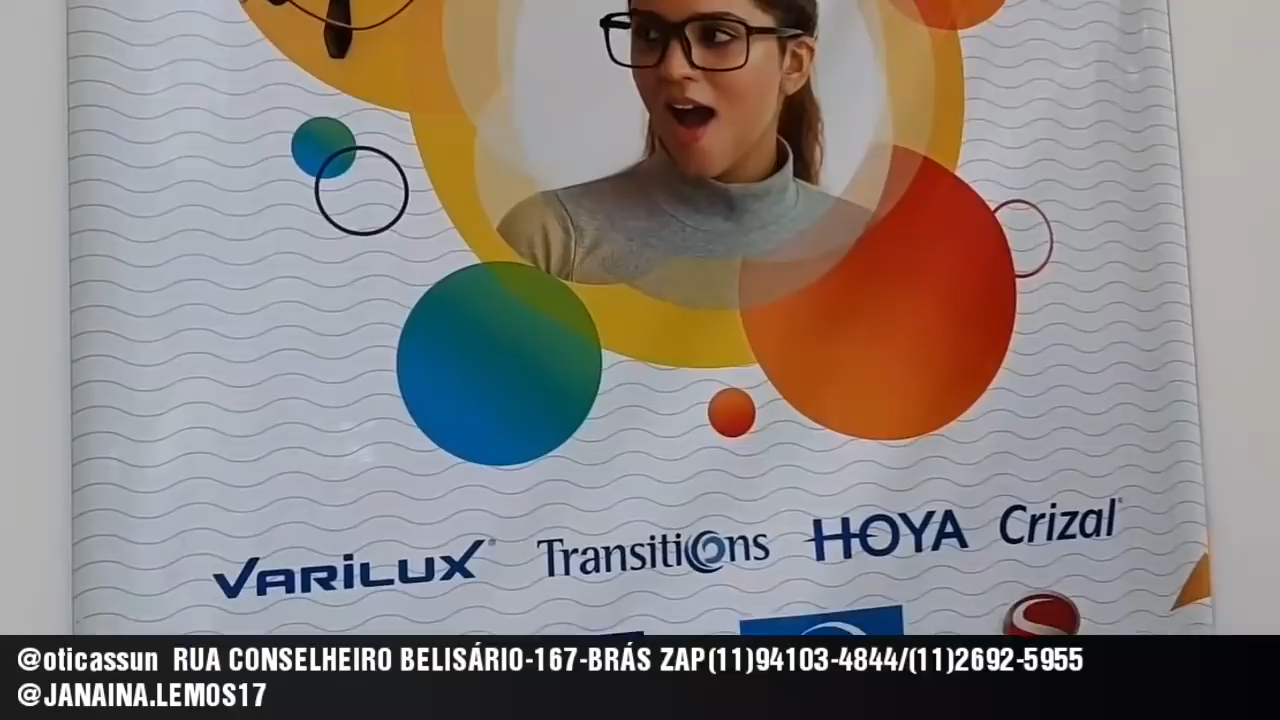 VARiLUX®
Transitions
HOYA
Crizal®
@oticassun RUA CONSELHEIRO BELISÁRIO-167-BRÁS ZAP(11)94103-4844/(11)2692-5955
@JANAINA.LEMOS17